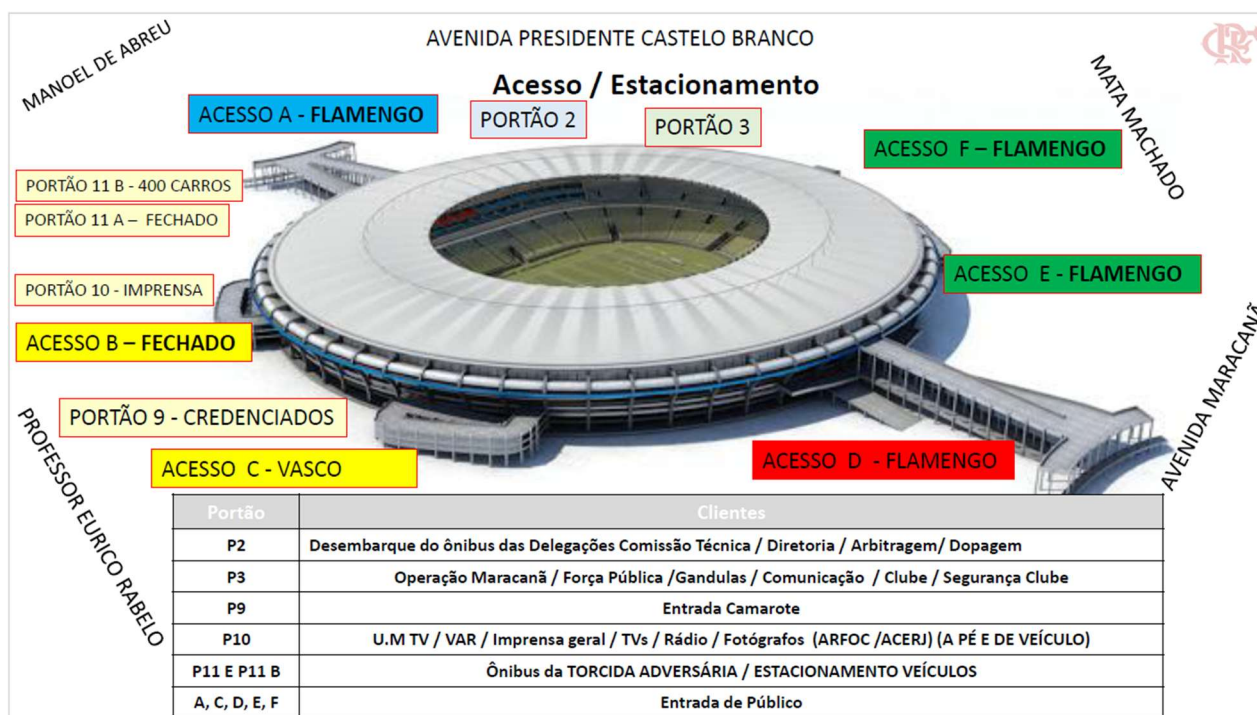 AVENIDA PRESIDENTE CASTELO BRANCO
MANOEL DE ABREU
MATA MACHADO
Acesso / Estacionamento
ACESSO A - FLAMENGO
PORTÃO 2
PORTÃO 3
ACESSO F – FLAMENGO
PORTÃO 11 B - 400 CARROS
PORTÃO 11 A – FECHADO
ACESSO E - FLAMENGO
PORTÃO 10 - IMPRENSA
ACESSO B – FECHADO
AVENIDA MARACANÃ
PORTÃO 9 - CREDENCIADOS
PROFESSOR EURICO RABELO
ACESSO C - VASCO
ACESSO D - FLAMENGO
Portão Clientes
P2 Desembarque do ônibus das Delegações Comissão Técnica / Diretoria / Arbitragem/ Dopagem
P3 Operação Maracanã / Força Pública /Gandulas / Comunicação / Clube / Segurança Clube
P9 Entrada Camarote
P10 U.M TV / VAR / Imprensa geral / TVs / Rádio / Fotógrafos (ARFOC /ACERJ) (A PÉ E DE VEÍCULO)
P11 E P11 B Ônibus da TORCIDA ADVERSÁRIA / ESTACIONAMENTO VEÍCULOS
A, C, D, E, F Entrada de Público